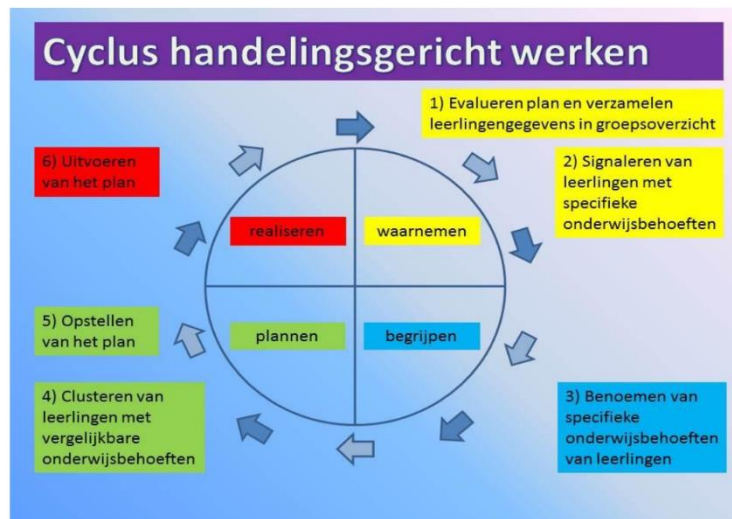 Cyclus handelingsgericht werken
1) Evalueren plan en verzamelen
leerlingengegevens in groepsoverzicht
2) Signaleren van
leerlingen met
specifieke
onderwijsbehoeften
3) Benoemen van
specifieke
onderwijsbehoeften
van leerlingen
4) Clusteren van
leerlingen met
vergelijkbare
onderwijsbehoeften
5) Opstellen
van het plan
6) Uitvoeren
van het plan
realiseren
waarnemen
plannen
begrijpen